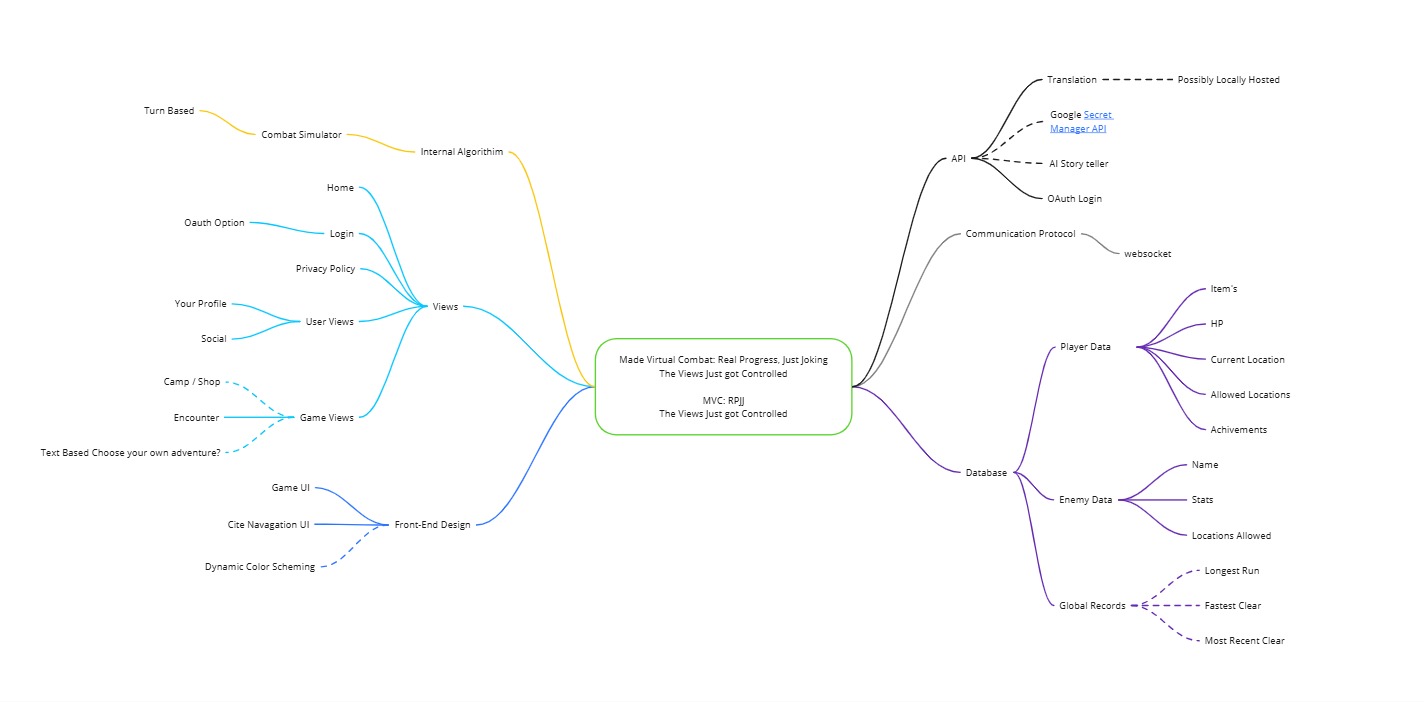 Made Virtual Combat: Real Progress, Just Joking
The Views Just got Controlled
MVC: RPJJ
The Views Just got Controlled
Internal Algorithim
Combat Simulator
Turn Based
Views
Home
Login
Oauth Option
Privacy Policy
User Views
Your Profile
Social
Game Views
Camp / Shop
Encounter
Text Based Choose your own adventure?
Front-End Design
Game UI
Cite Navagation UI
Dynamic Color Scheming
API
Translation
Possibly Locally Hosted
Google Secret
Manager API
AI Story teller
OAuth Login
Communication Protocol
websocket
Database
Player Data
Item's
HP
Current Location
Allowed Locations
Achivements
Enemy Data
Name
Stats
Locations Allowed
Global Records
Longest Run
Fastest Clear
Most Recent Clear